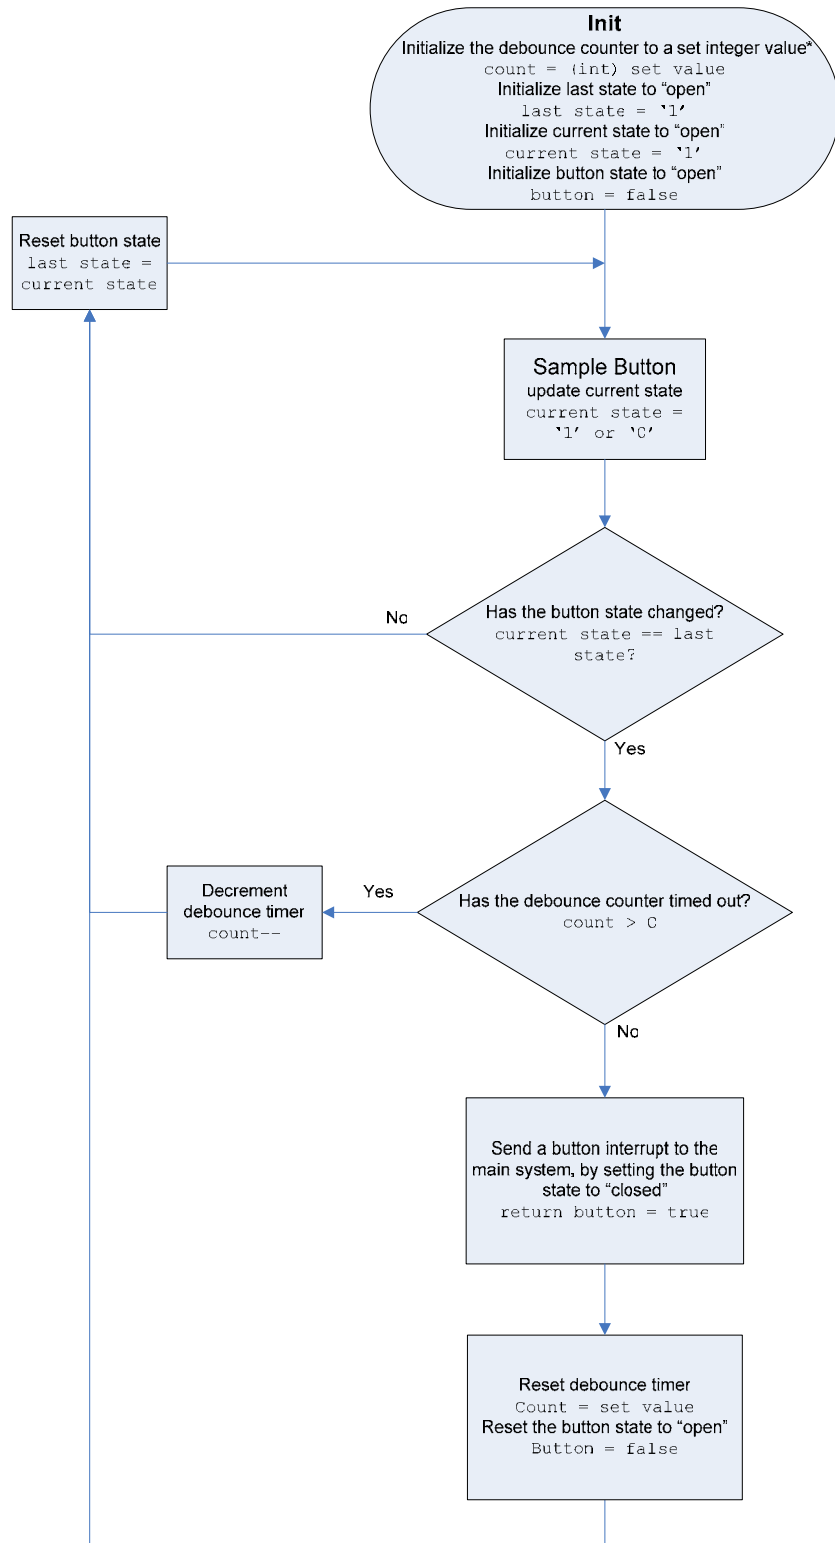 Init
Initialize the debounce counter to a set integer value*
count = (int) set value
Initialize last state to “open”
last state = ‘1’
Initialize current state to “open”
current state = ‘1’
Initialize button state to “open”
button = false
Reset button state
last state =
current state
Sample Button
update current state
current state =
‘1’ or ‘C’
Has the button state changed?
current state == last
state?
No
Yes
Has the debounce counter timed out?
count > C
Yes
Decrement
debounce timer
count--
No
Send a button interrupt to the
main system, by setting the button
state to “closed”
return button = true
Reset debounce timer
Count = set value
Reset the button state to “open”
Button = false